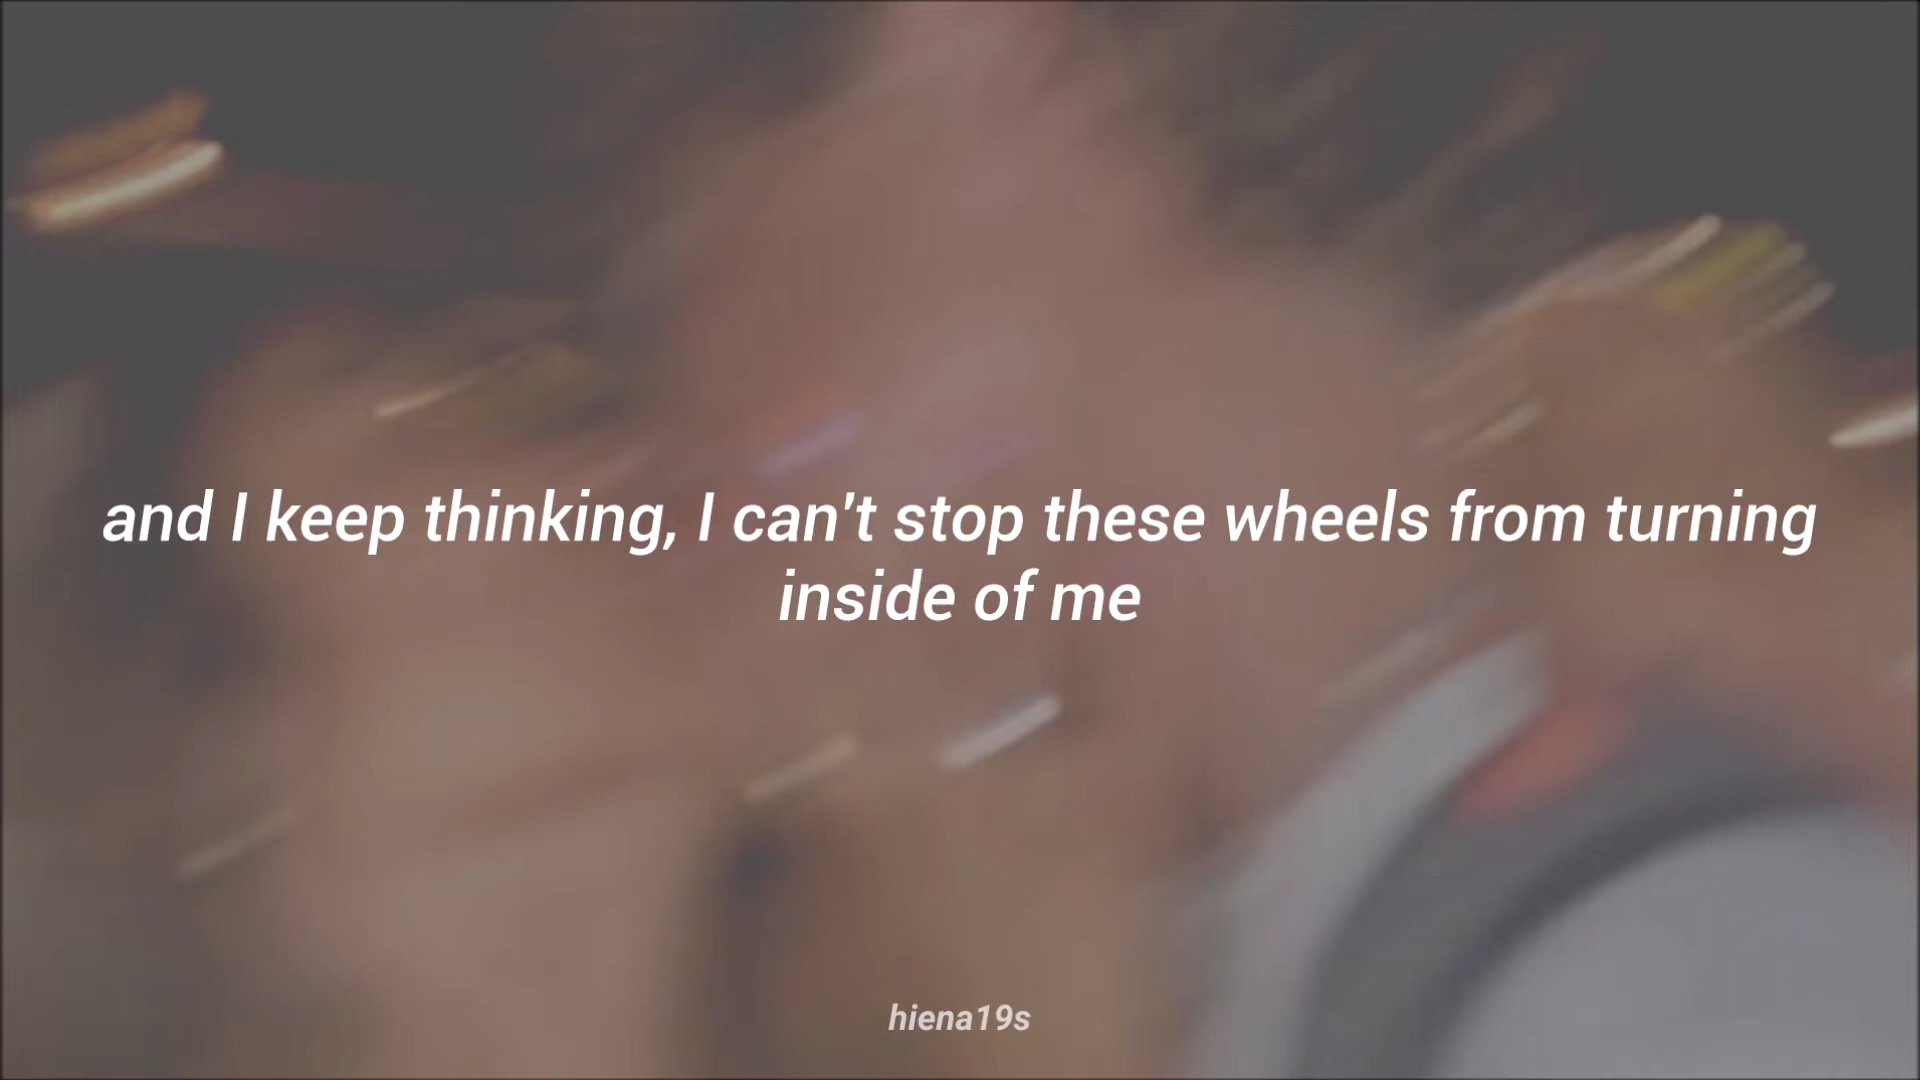 and I keep thinking, I can't stop these wheels from turning
inside of me
hiena19s